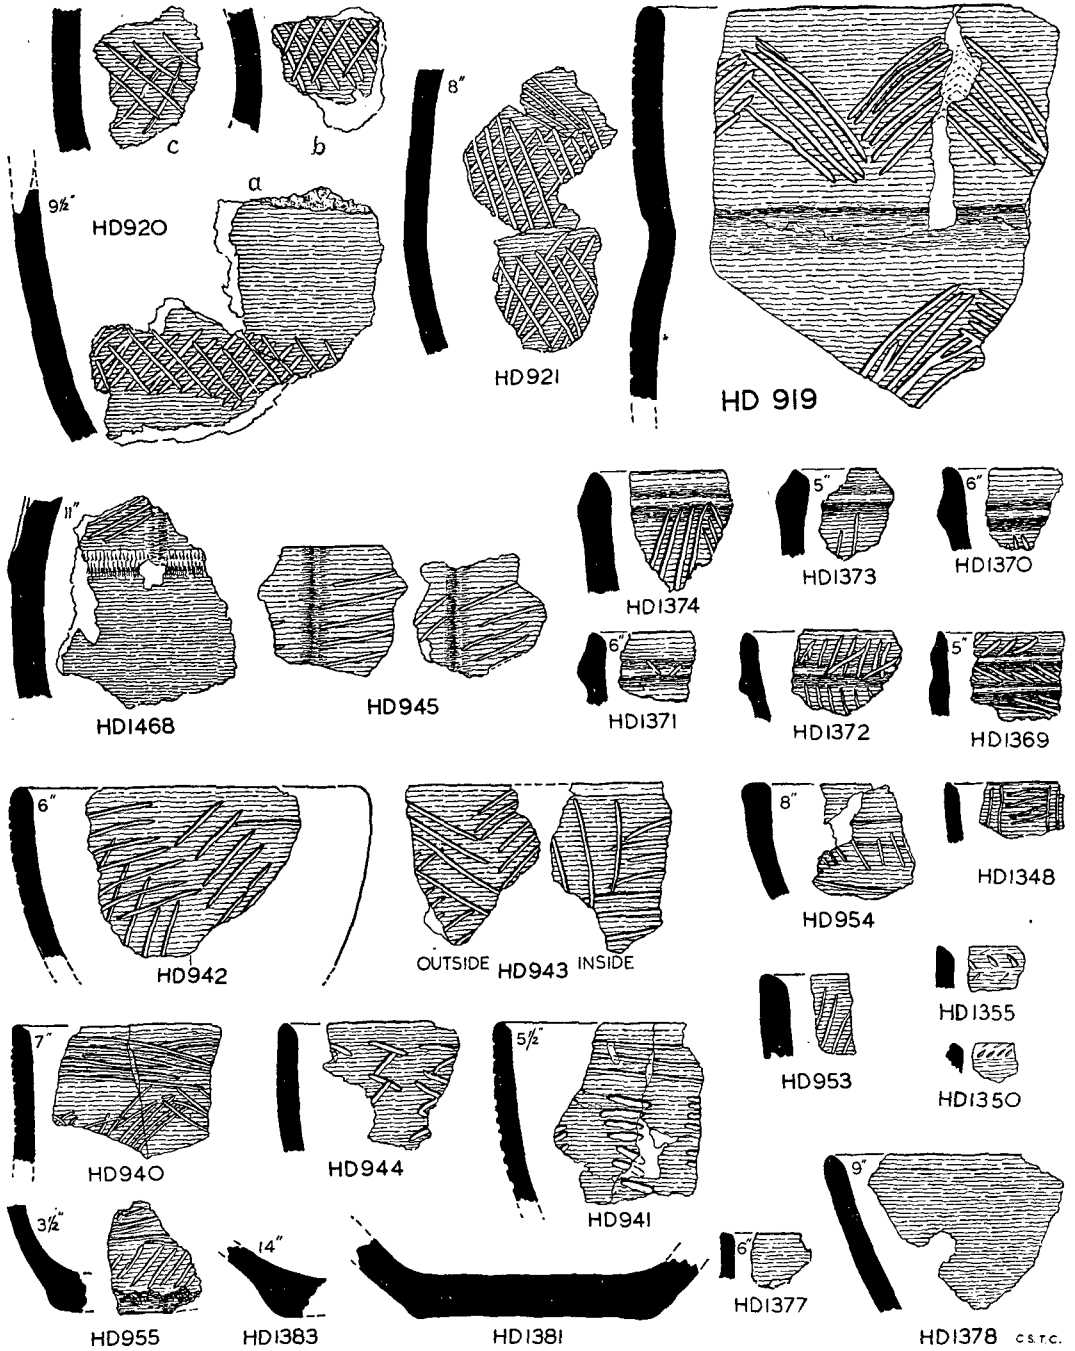 c
b
a
9½"
HD920
8"
HD921
HD 919
11"
HD1468
HD945
HD1374
5"
HD1373
6"
HD1370
6"
HD1371
HD1372
5"
HD1369
6"
HD942
OUTSIDE HD943 INSIDE
8"
HD954
HD1348
HD1355
HD953
HD1350
7"
HD940
HD944
5½"
HD941
9"
HD1378
3½"
HD955
14"
HD1383
HD1381
6"
HD1377
C.S.T.C.